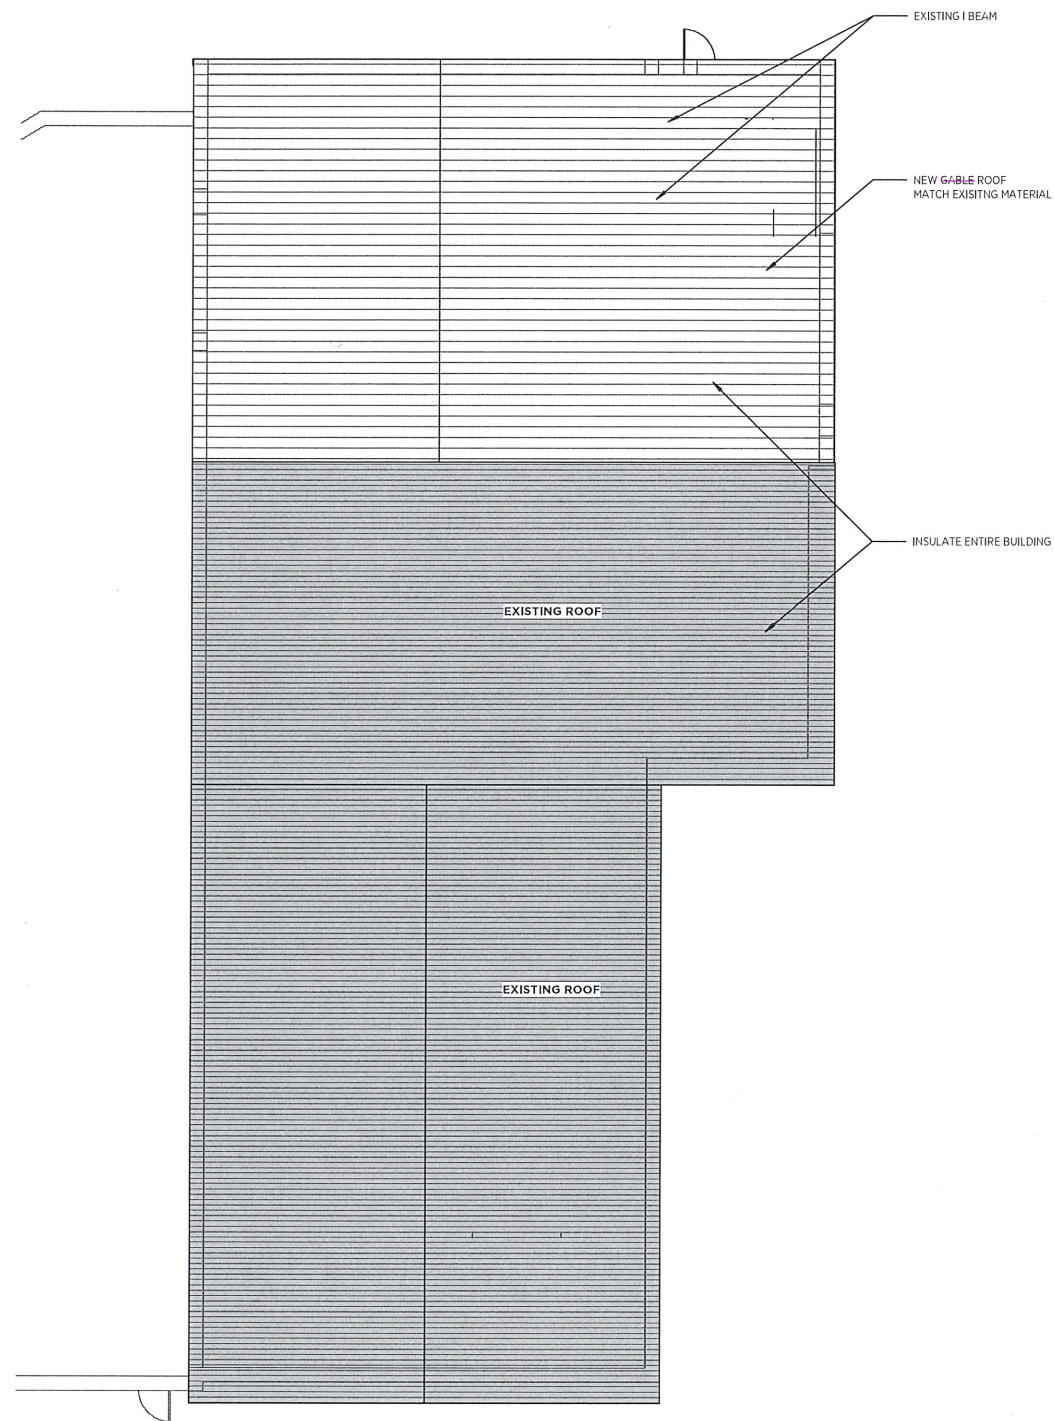 EXISTING I BEAM
NEW GABLE ROOF
MATCH EXISITNG MATERIAL
INSULATE ENTIRE BUILDING
EXISTING ROOF
EXISTING ROOF